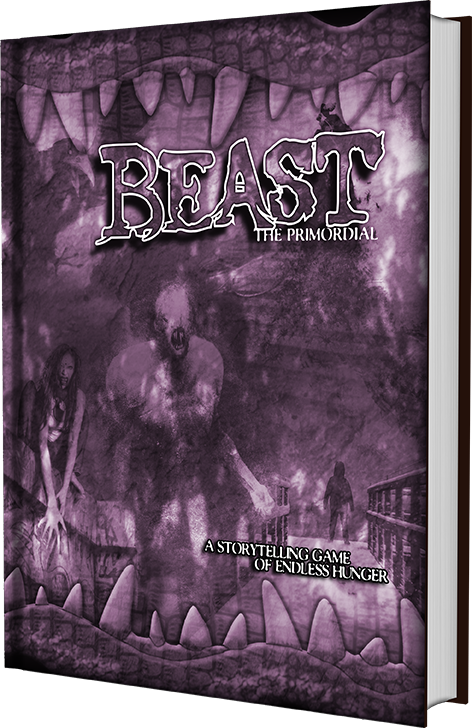 BEAST
THE PRIMORDIAL
A STORYTELLING GAME
OF ENDLESS HUNGER